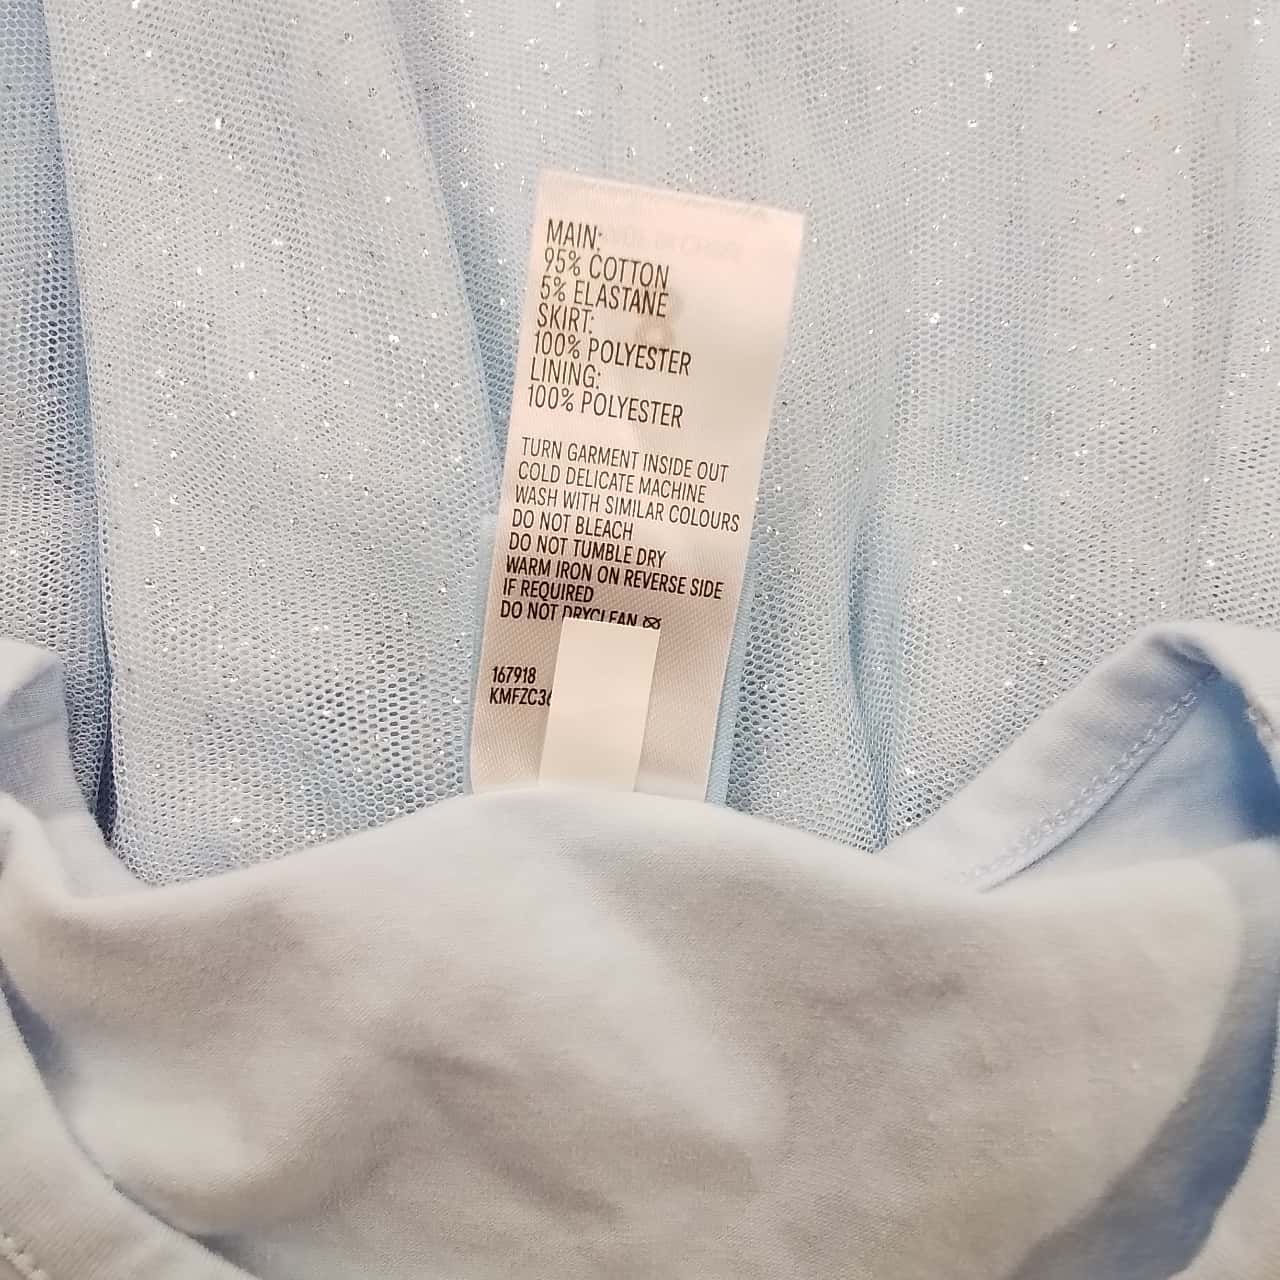 MAIN:
95% COTTON
5% ELASTANE
SKIRT:
100% POLYESTER
LINING:
100% POLYESTER
TURN GARMENT INSIDE OUT
COLD DELICATE MACHINE
WASH WITH SIMILAR COLOURS
DO NOT BLEACH
DO NOT TUMBLE DRY
WARM IRON ON REVERSE SIDE
IF REQUIRED
DO NOT DRYCLEAN
167918